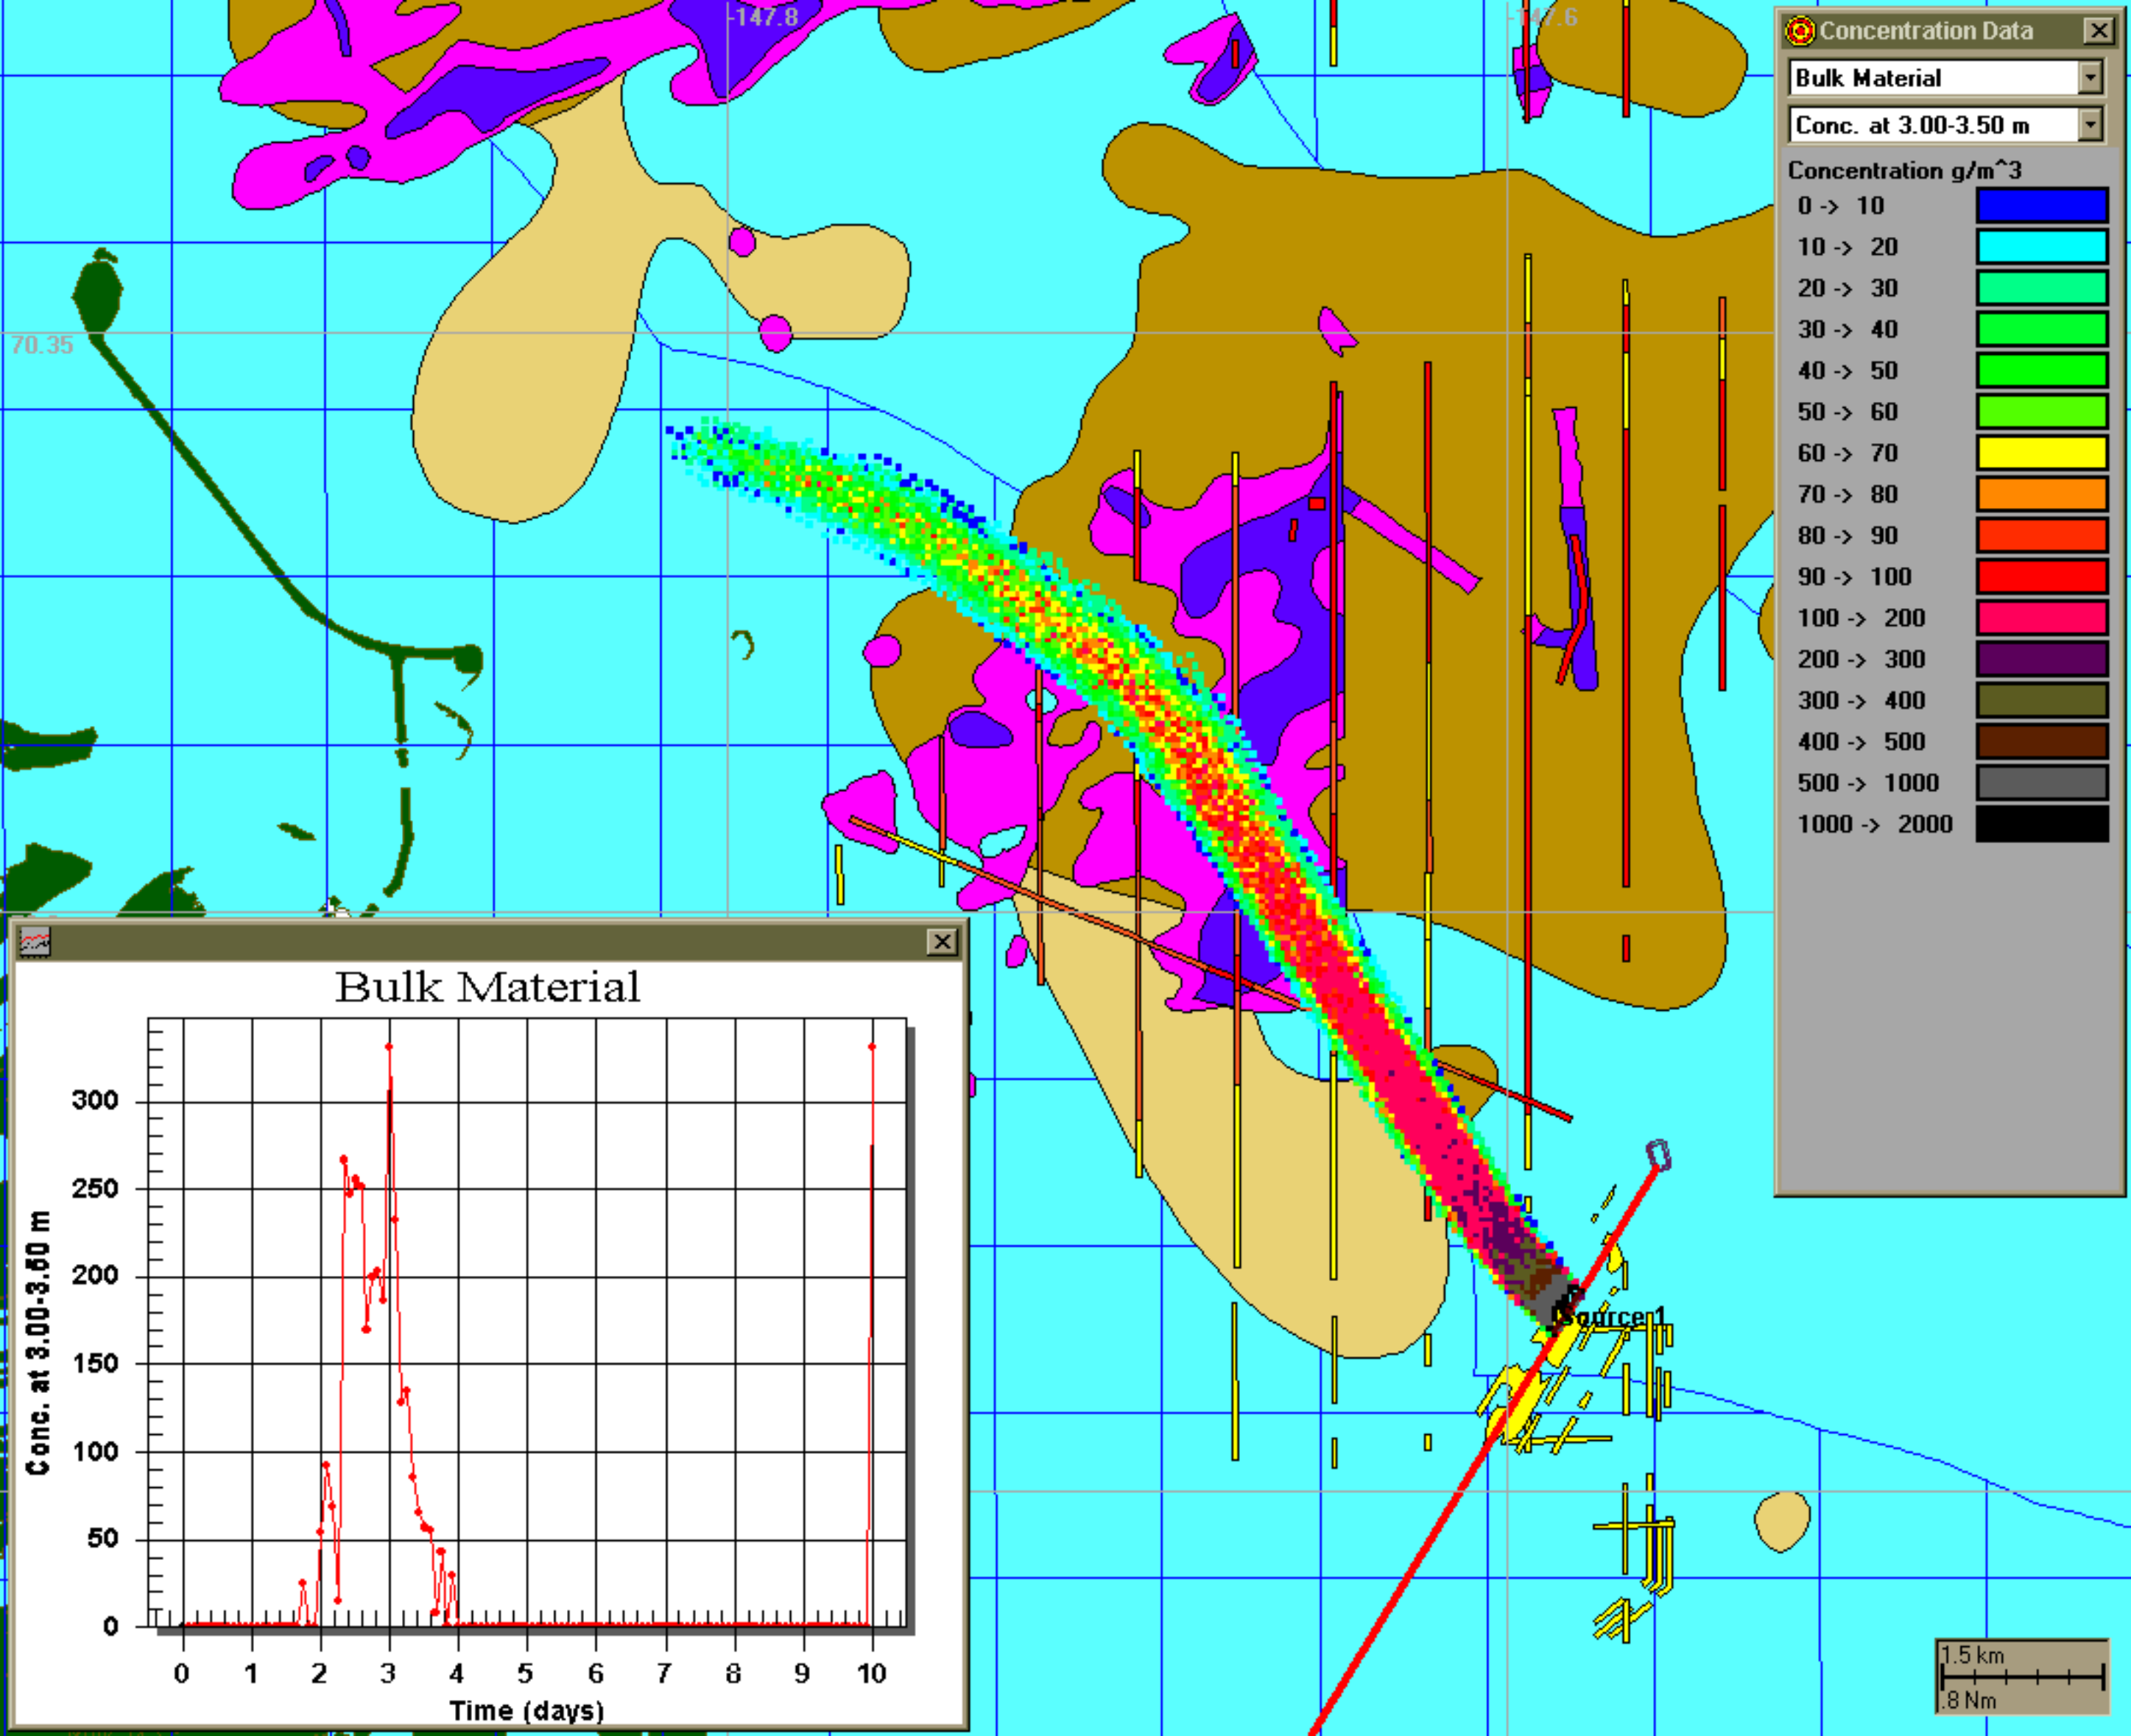 -147.8
-147.6
70.35
Concentration Data
Bulk Material
Conc. at 3.00-3.50 m
Concentration g/m^3
0 -> 10
10 -> 20
20 -> 30
30 -> 40
40 -> 50
50 -> 60
60 -> 70
70 -> 80
80 -> 90
90 -> 100
100 -> 200
200 -> 300
300 -> 400
400 -> 500
500 -> 1000
1000 -> 2000
Source 1
Bulk Material
Conc. at 3.00-3.50 m
300
250
200
150
100
50
0
0 1 2 3 4 5 6 7 8 9 10
Time (days)
1.5 km
.8 Nm